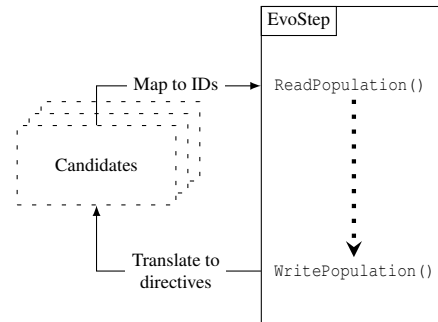 EvoStep
Map to IDs
ReadPopulation()
Candidates
Translate to
directives
WritePopulation()